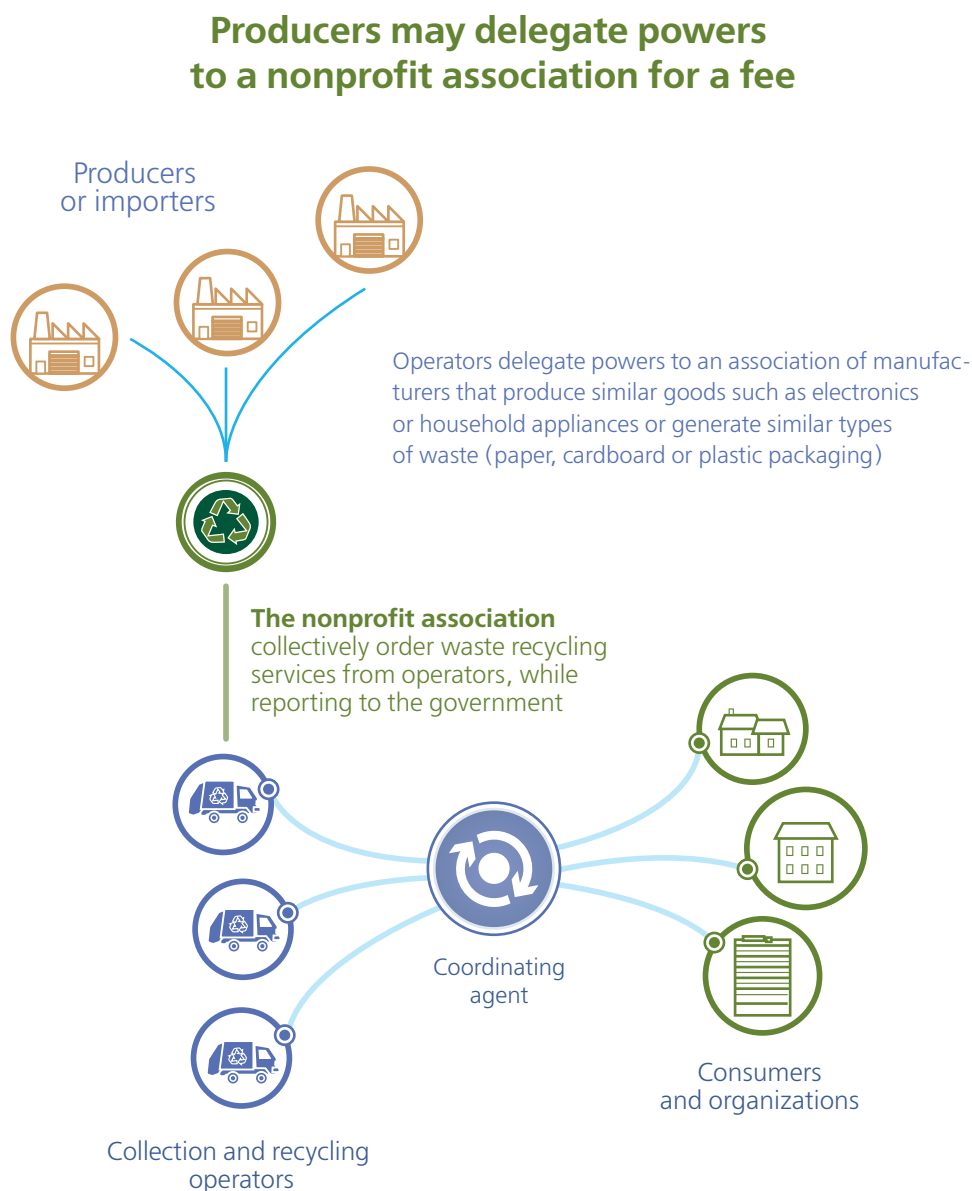 Producers may delegate powers
to a nonprofit association for a fee
Producers
or importers
Operators delegate powers to an association of manufac-
turers that produce similar goods such as electronics
or household appliances or generate similar types
of waste (paper, cardboard or plastic packaging)
The nonprofit association
collectively order waste recycling
services from operators, while
reporting to the government
Coordinating
agent
Consumers
and organizations
Collection and recycling
operators